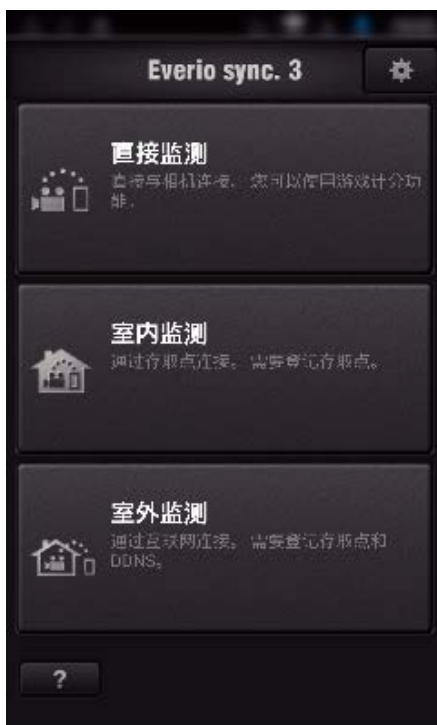 Everio sync. 3
直接监测
直接与相机连接。您可以使用游戏计分功
能。
室内监测
通过存取点连接。需要登记存取点。
室外监测
通过互联网连接。需要登记存取点和
DDNS。
?